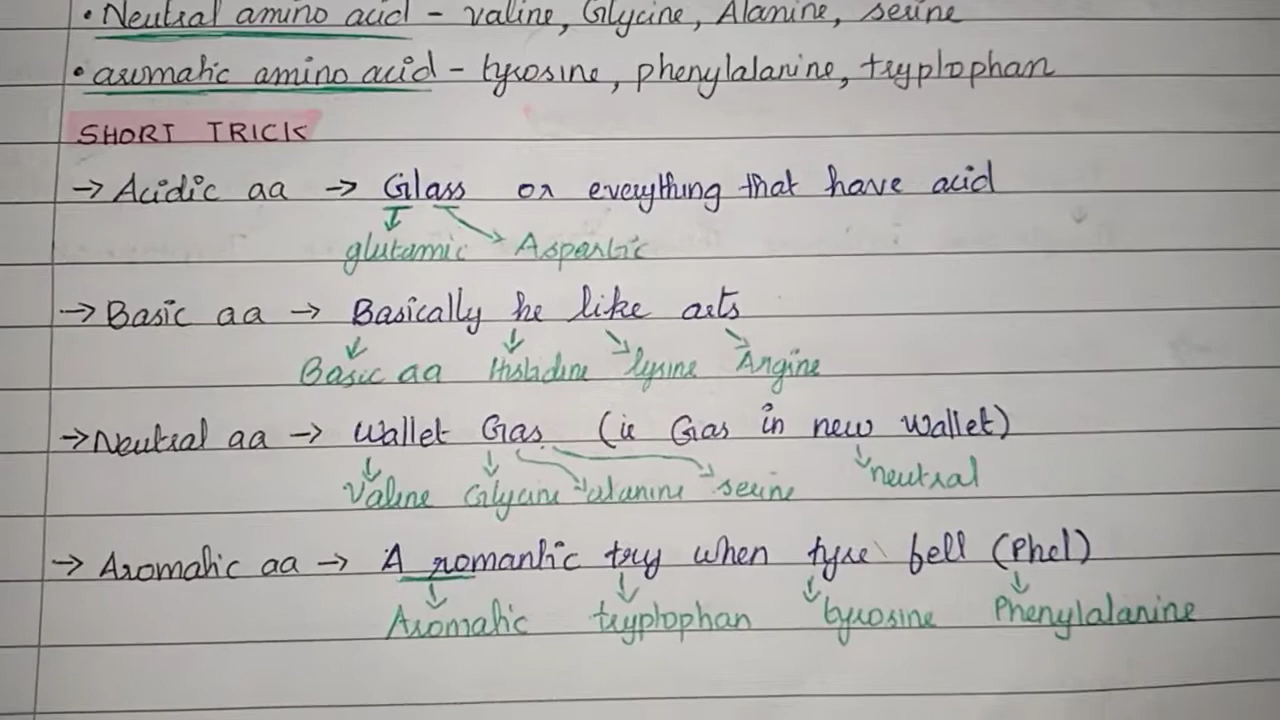 • Neutral amino acid - valine, Glycine, Alanine, serine
• aromatic amino acid - tyrosine, phenylalanine, tryptophan
SHORT TRICK
→ Acidic aa → Glass or everything that have acid
glutamic Aspartic
→ Basic aa → Basically he like arts
Basic aa Histidine lysine Argine
→ Neutral aa → Wallet Gas (ie Gas in new wallet)
Valine Glycine alanine serine neutral
→ Aromatic aa → A romantic try when tyre fell (Phel)
Aromatic tryptophan tyrosine Phenylalanine